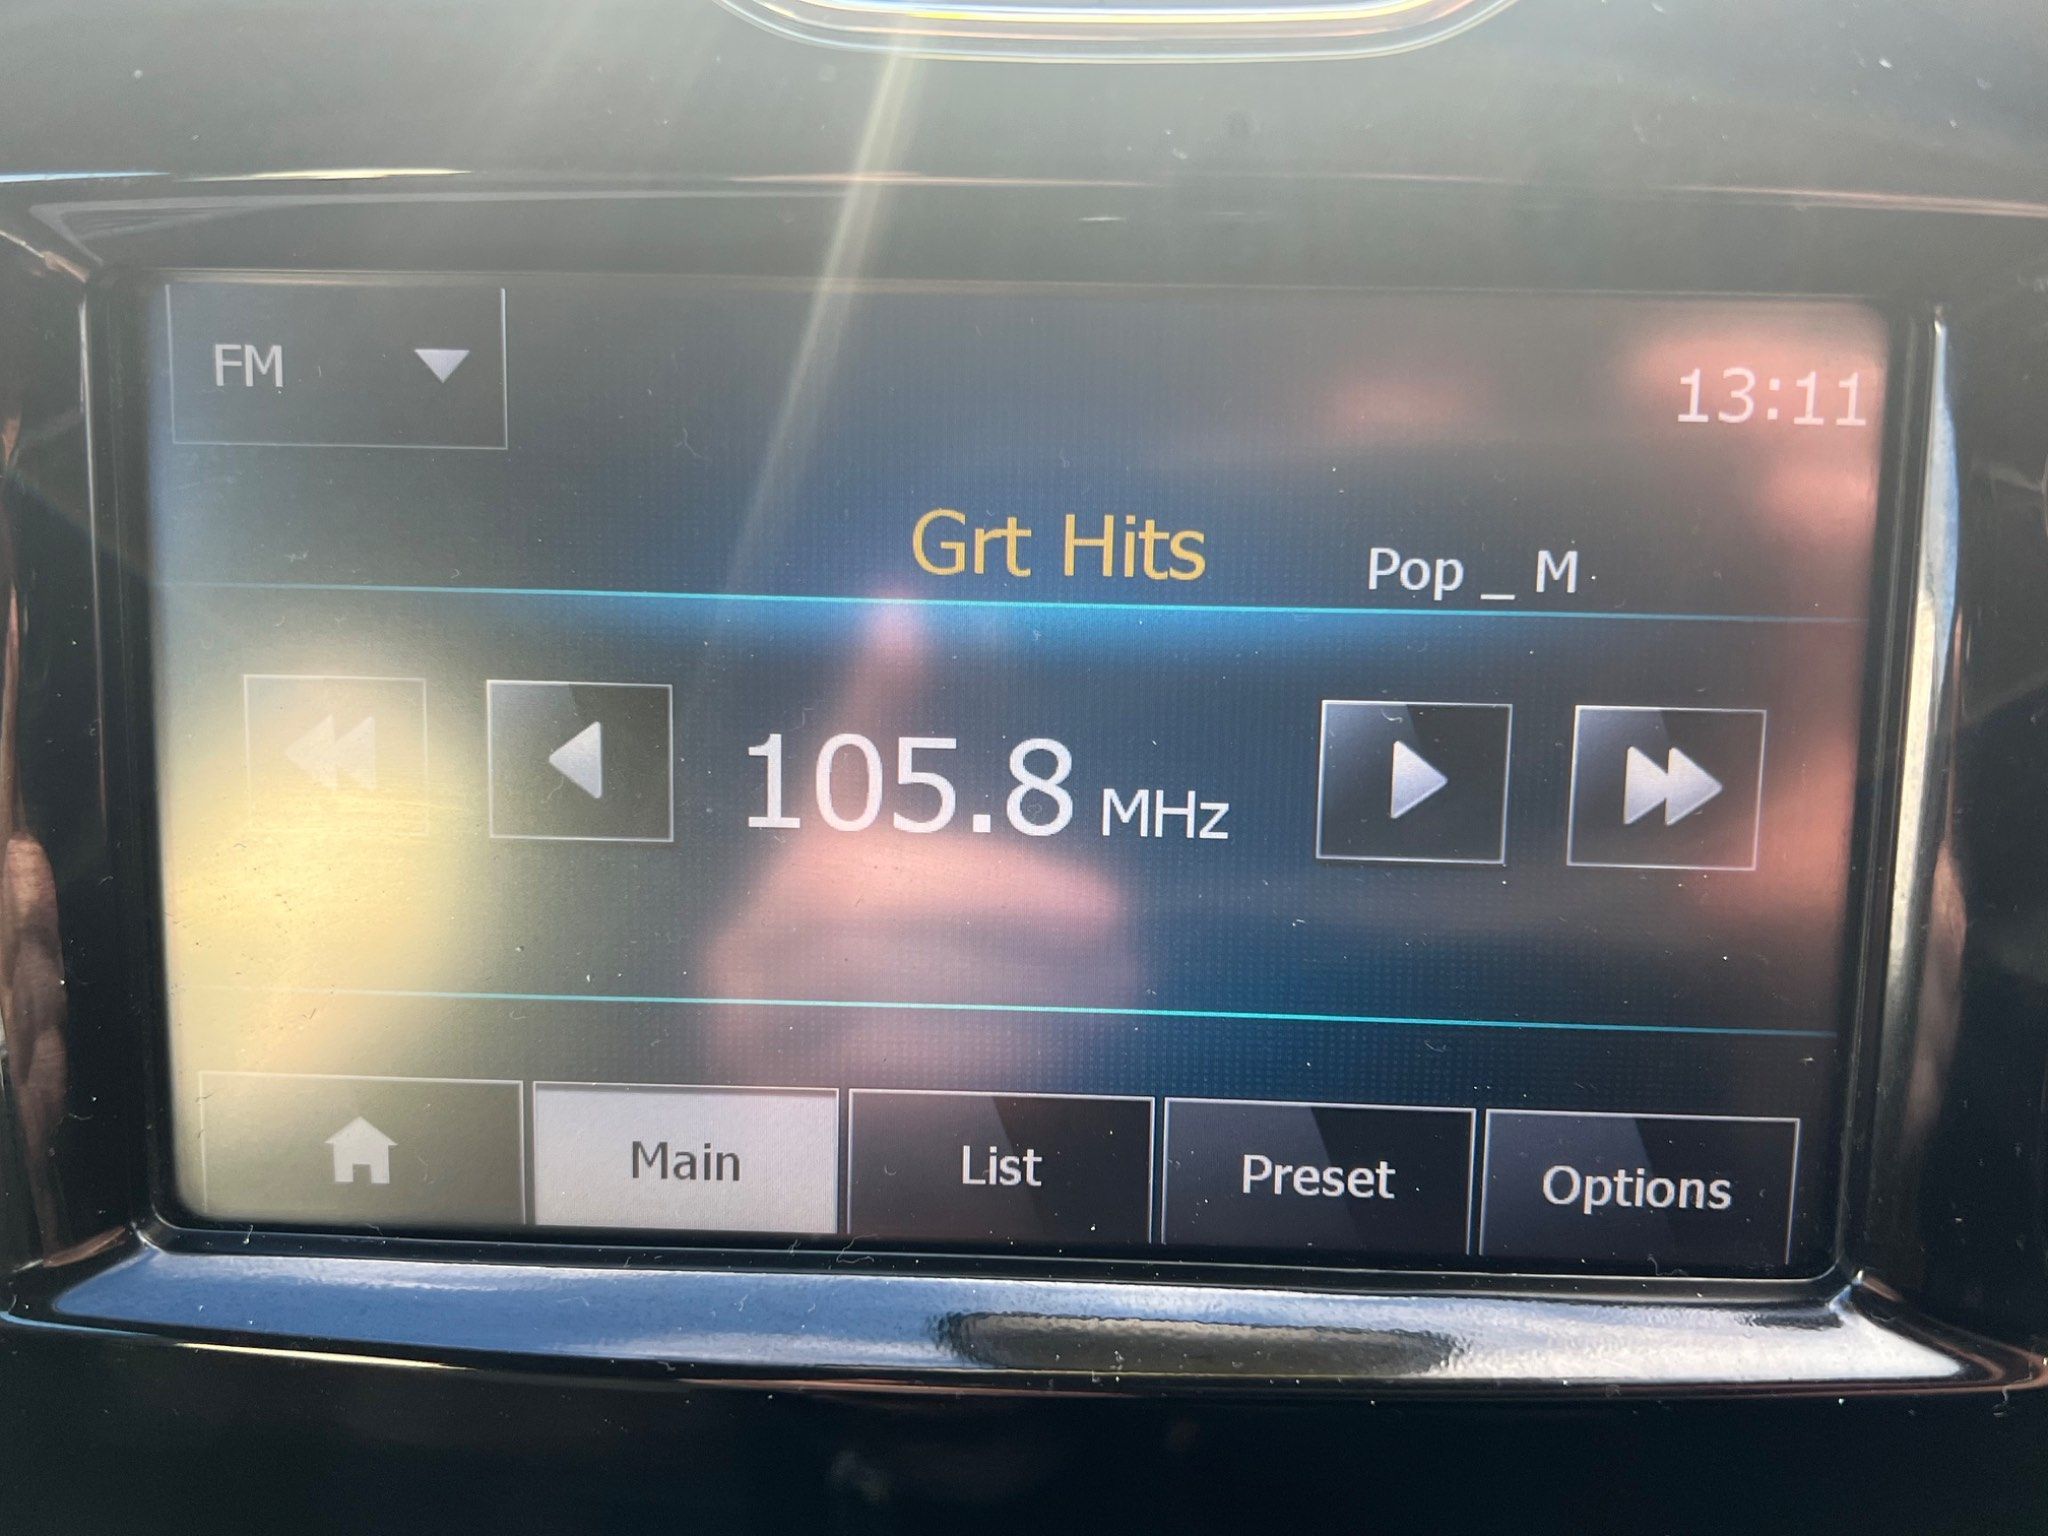 FM
13:11
Grt Hits
Pop _ M
105.8 MHz
Main List Preset Options